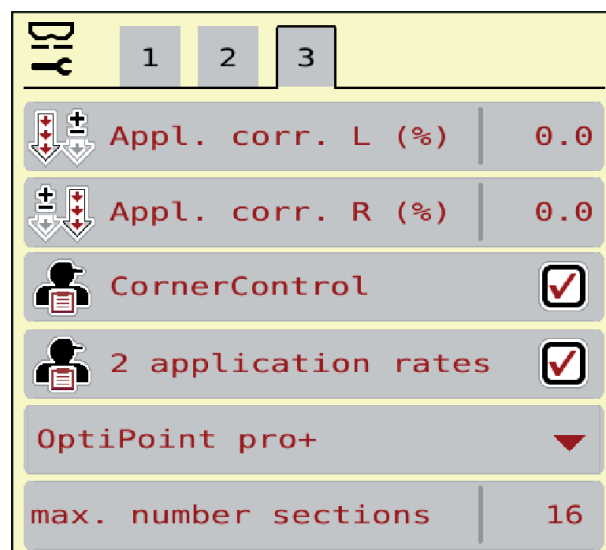 1 2 3
Appl. corr. L (%) 0.0
Appl. corr. R (%) 0.0
CornerControl
2 application rates
OptiPoint pro+
max. number sections 16